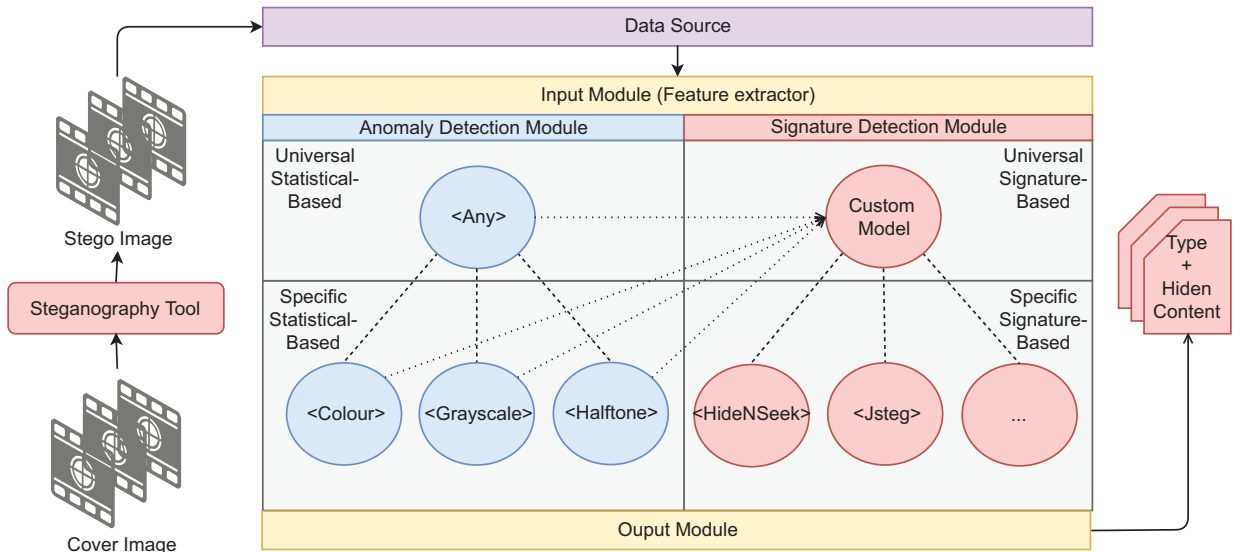 Data Source
Input Module (Feature extractor)
Anomaly Detection Module
Signature Detection Module
Universal
Statistical-
Based
<Any>
Custom
Model
Universal
Signature-
Based
Stego Image
Steganography Tool
Cover Image
Specific
Statistical-
Based
<Colour>
<Grayscale>
<Halftone>
Specific
Signature-
Based
<HideNSeek>
<Jsteg>
...
Ouput Module
Type
+
Hiden
Content